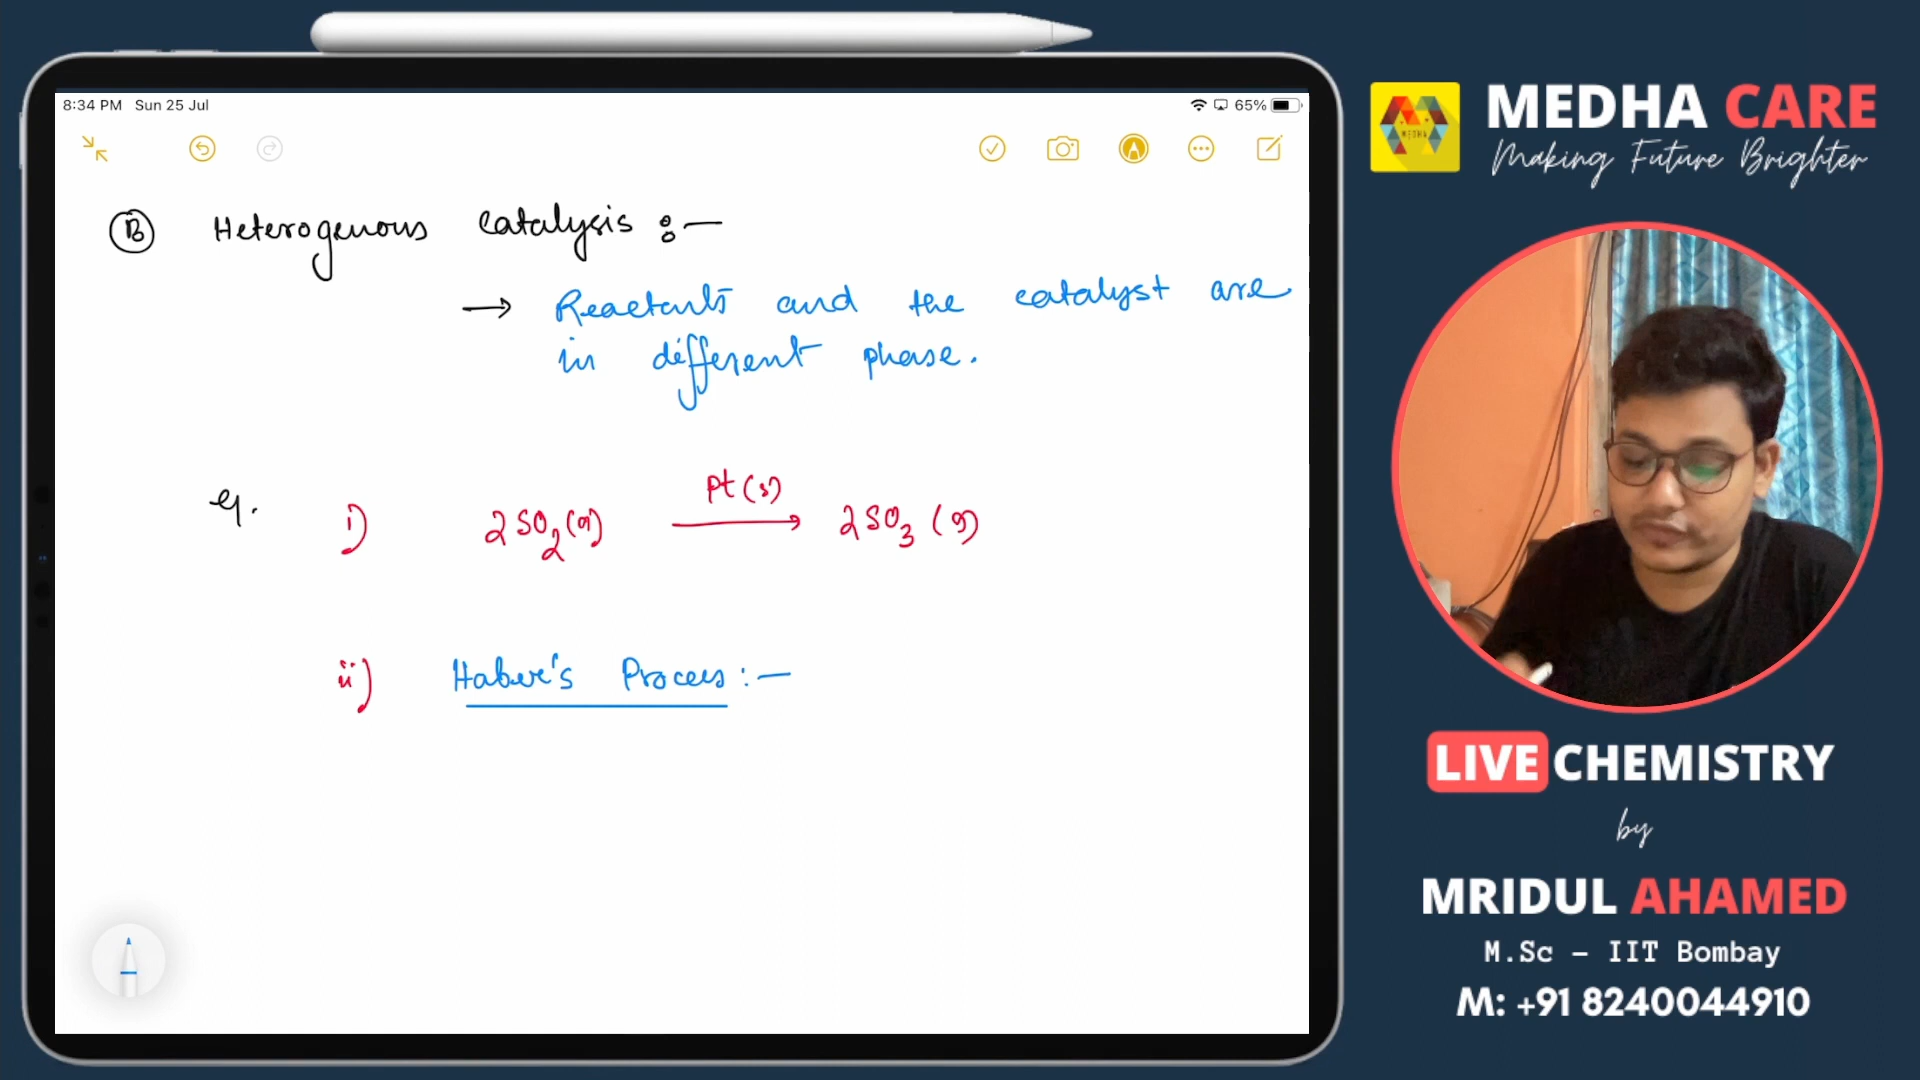 8:34 PM Sun 25 Jul
65%
MEDHA CARE
Making Future Brighter
MEDHA
B Heterogenous Catalysis :—
→ Reactants and the catalyst are
in different phase.
eg. i) 2SO₂(g) Pt(s) → 2SO₃(g)
ii) Haber's Process :—
LIVE CHEMISTRY
by
MRIDUL AHAMED
M.Sc - IIT Bombay
M: +91 8240044910